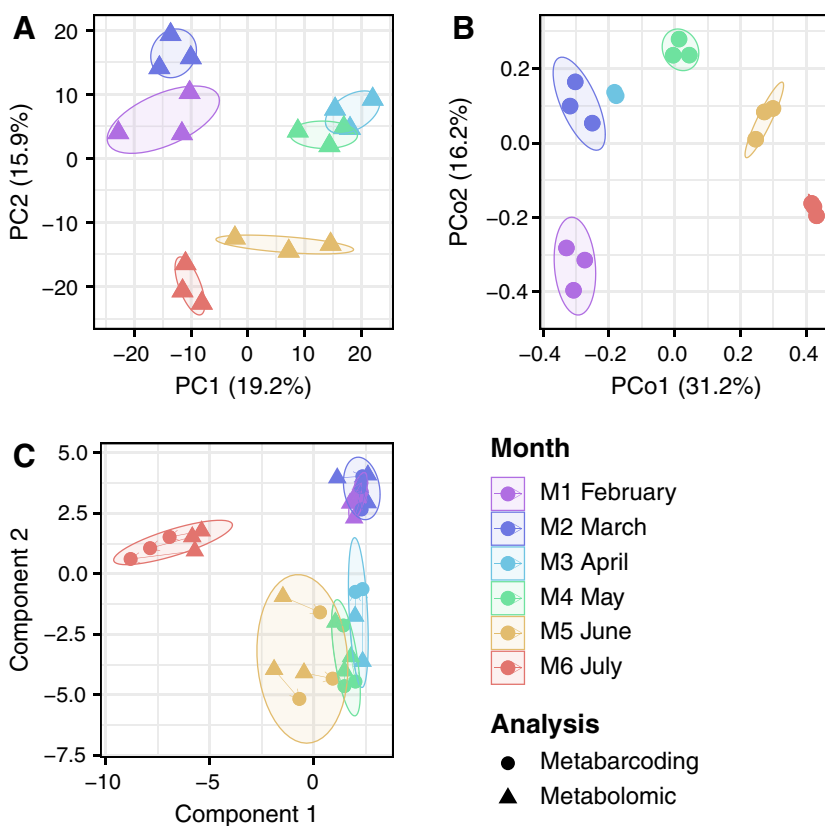 A
20
10
0
−10
−20
PC2 (15.9%)
−20 −10 0 10 20
PC1 (19.2%)
B
0.2
0.0
−0.2
−0.4
PCo2 (16.2%)
−0.4 −0.2 0.0 0.2 0.4
PCo1 (31.2%)
C
5.0
2.5
0.0
−2.5
−5.0
−7.5
Component 2
−10 −5 0
Component 1
Month
M1 February
M2 March
M3 April
M4 May
M5 June
M6 July
Analysis
Metabarcoding
Metabolomic